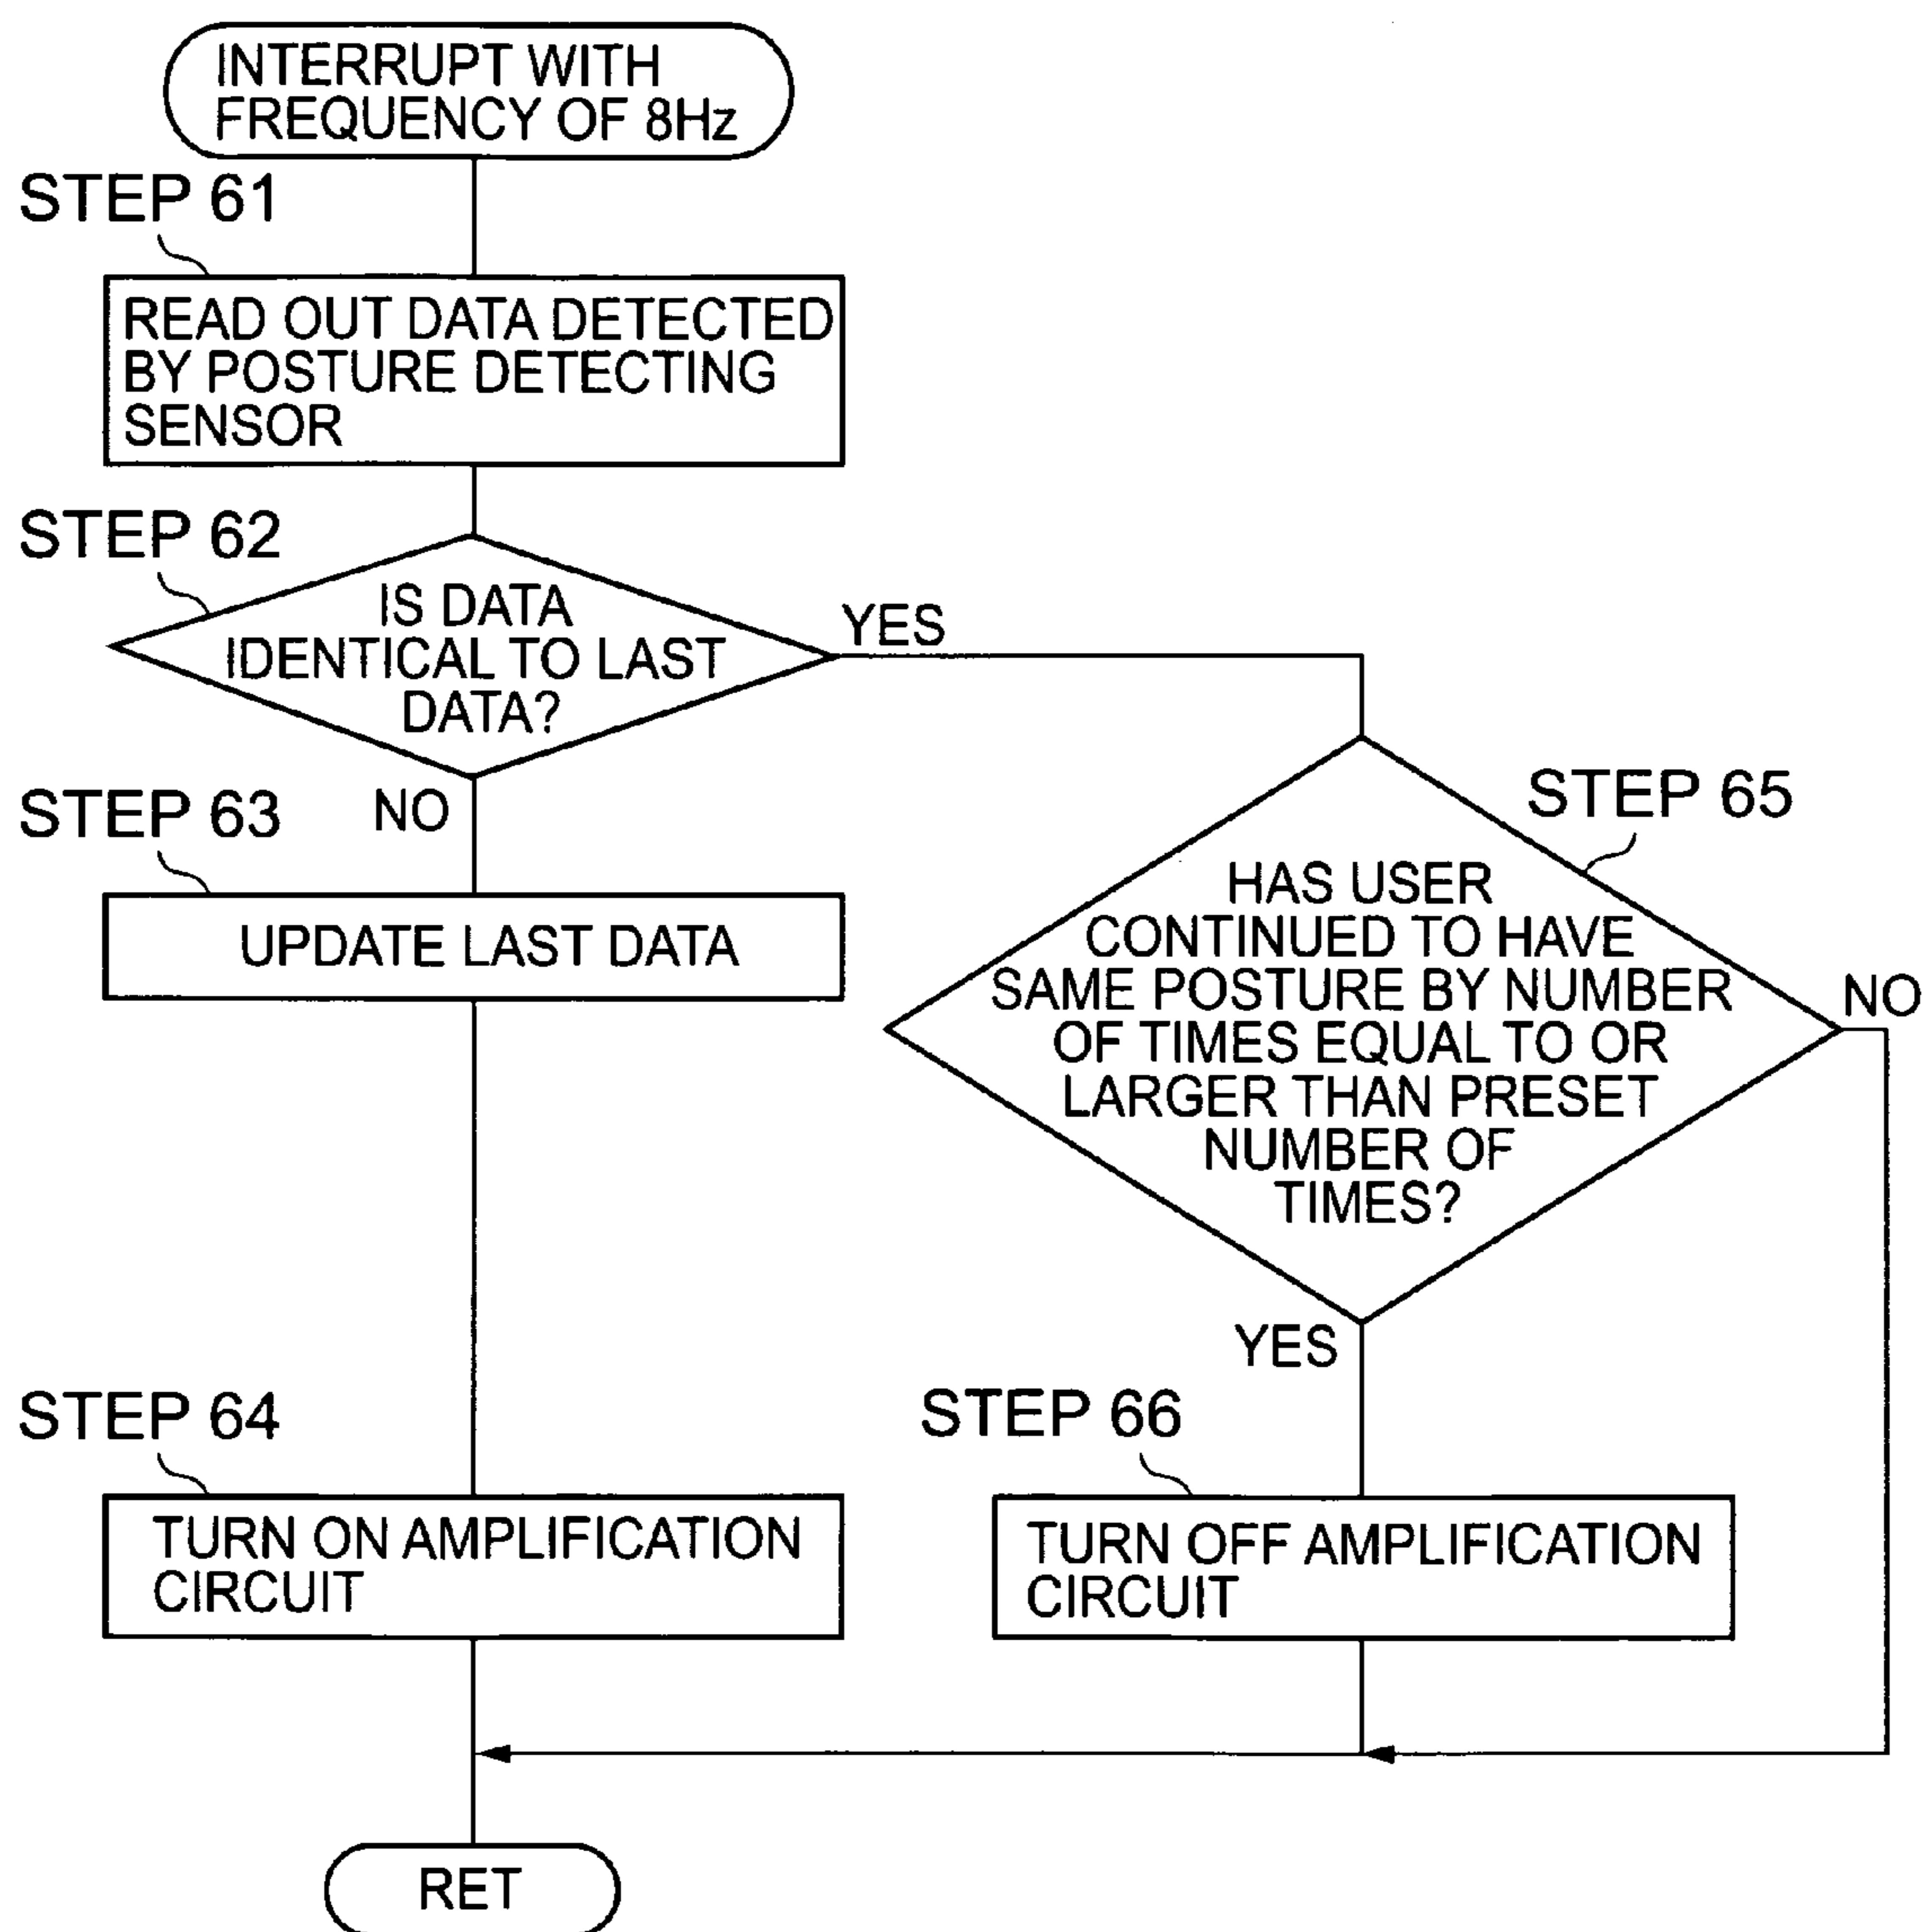 INTERRUPT WITH
FREQUENCY OF 8Hz
STEP 61
READ OUT DATA DETECTED
BY POSTURE DETECTING
SENSOR
STEP 62
IS DATA
IDENTICAL TO LAST
DATA?
YES
NO
STEP 63
UPDATE LAST DATA
STEP 65
HAS USER
CONTINUED TO HAVE
SAME POSTURE BY NUMBER
OF TIMES EQUAL TO OR
LARGER THAN PRESET
NUMBER OF
TIMES?
NO
YES
STEP 64
TURN ON AMPLIFICATION
CIRCUIT
STEP 66
TURN OFF AMPLIFICATION
CIRCUIT
RET